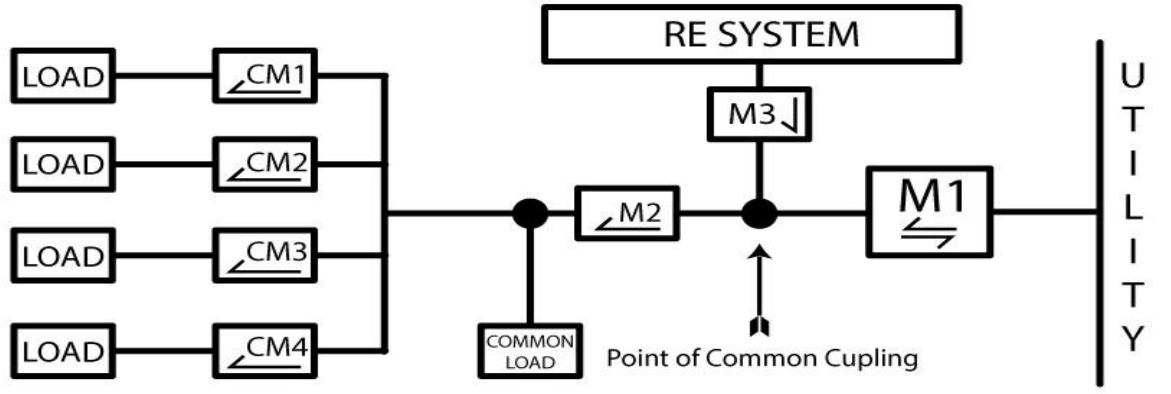 RE SYSTEM
LOAD
CM1
M3
LOAD
CM2
M2
M1
LOAD
CM3
LOAD
CM4
COMMON
LOAD
Point of Common Cupling
UTILITY